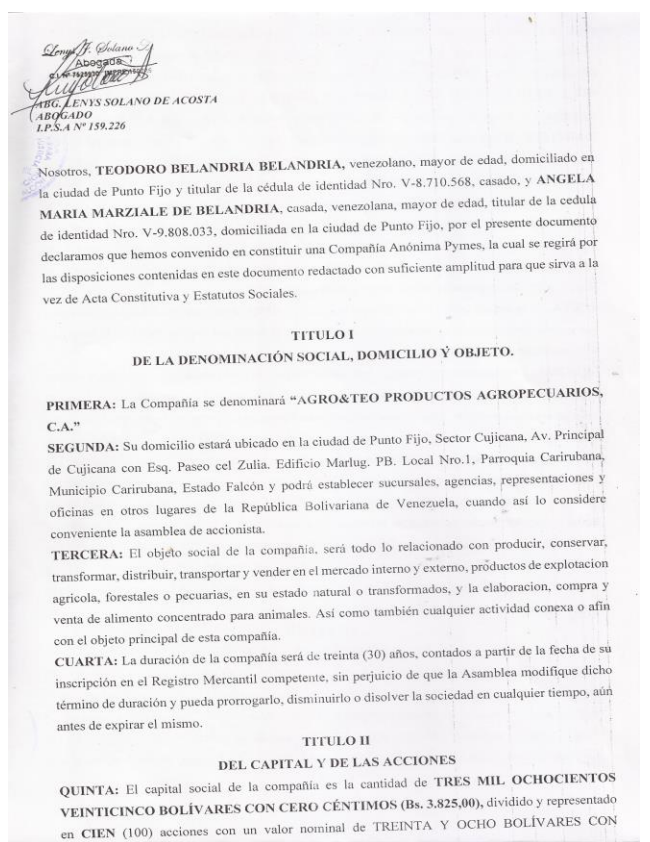 Lenys F. Solano
Abogada
ABG. LENYS SOLANO DE ACOSTA
ABOGADO
I.P.S.A Nº 159.226
Nosotros, TEODORO BELANDRIA BELANDRIA, venezolano, mayor de edad, domiciliado en
la ciudad de Punto Fijo y titular de la cédula de identidad Nro. V-8.710.568, casado, y ANGELA
MARIA MARZIALE DE BELANDRIA, casada, venezolana, mayor de edad, titular de la cedula
de identidad Nro. V-9.808.033, domiciliada en la ciudad de Punto Fijo, por el presente documento
declaramos que hemos convenido en constituir una Compañía Anónima Pymes, la cual se regirá por
las disposiciones contenidas en este documento redactado con suficiente amplitud para que sirva a la
vez de Acta Constitutiva y Estatutos Sociales.
TITULO I
DE LA DENOMINACIÓN SOCIAL, DOMICILIO Y OBJETO.
PRIMERA: La Compañía se denominará “AGRO&TEO PRODUCTOS AGROPECUARIOS,
C.A.”
SEGUNDA: Su domicilio estará ubicado en la ciudad de Punto Fijo, Sector Cujicana, Av. Principal
de Cujicana con Esq. Paseo cel Zulia. Edificio Marlug. PB. Local Nro.1, Parroquia Carirubana,
Municipio Carirubana, Estado Falcón y podrá establecer sucursales, agencias, representaciones y
oficinas en otros lugares de la República Bolivariana de Venezuela, cuando así lo considere
conveniente la asamblea de accionista.
TERCERA: El objeto social de la compañía, será todo lo relacionado con producir, conservar,
transformar, distribuir, transportar y vender en el mercado interno y externo, productos de explotacion
agricola, forestales o pecuarias, en su estado natural o transformados, y la elaboracion, compra y
venta de alimento concentrado para animales. Así como también cualquier actividad conexa o afín
con el objeto principal de esta compañía.
CUARTA: La duración de la compañía será de treinta (30) años, contados a partir de la fecha de su
inscripción en el Registro Mercantil competente, sin perjuicio de que la Asamblea modifique dicho
término de duración y pueda prorrogarlo, disminuirlo o disolver la sociedad en cualquier tiempo, aún
antes de expirar el mismo.
TITULO II
DEL CAPITAL Y DE LAS ACCIONES
QUINTA: El capital social de la compañía es la cantidad de TRES MIL OCHOCIENTOS
VEINTICINCO BOLÍVARES CON CERO CÉNTIMOS (Bs. 3.825,00), dividido y representado
en CIEN (100) acciones con un valor nominal de TREINTA Y OCHO BOLÍVARES CON